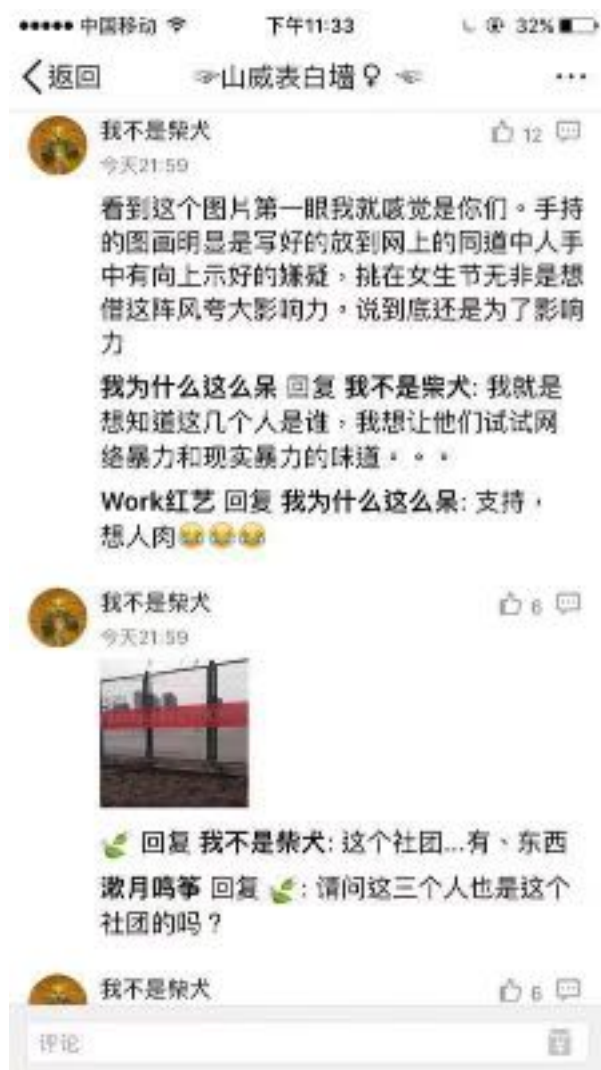 中国移动 下午11:33 32%
返回 ☞山威表白墙♀☜ ···
我不是柴犬 12
今天21:59
看到这个图片第一眼我就感觉是你们。手持
的图画明显是写好的放到网上的同道中人手
中有向上示好的嫌疑，挑在女生节无非是想
借这阵风夸大影响力。说到底还是为了影响
力
我为什么这么呆 回复 我不是柴犬: 我就是
想知道这几个人是谁，我想让他们试试网
络暴力和现实暴力的味道。。。
Work红艺 回复 我为什么这么呆: 支持，
想人肉😂😂😂
我不是柴犬 6
今天21:59
🍃 回复 我不是柴犬: 这个社团...有、东西
漱月鸣筝 回复 🍃: 请问这三个人也是这个
社团的吗？
我不是柴犬 6
评论